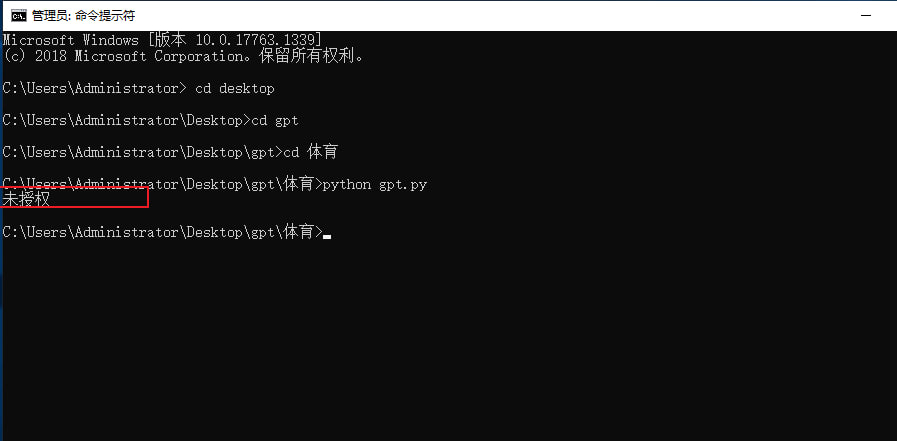 管理员: 命令提示符
Microsoft Windows [版本 10.0.17763.1339]
(c) 2018 Microsoft Corporation。保留所有权利。
C:\Users\Administrator> cd desktop
C:\Users\Administrator\Desktop>cd gpt
C:\Users\Administrator\Desktop\gpt>cd 体育
C:\Users\Administrator\Desktop\gpt\体育>python gpt.py
未授权
C:\Users\Administrator\Desktop\gpt\体育>